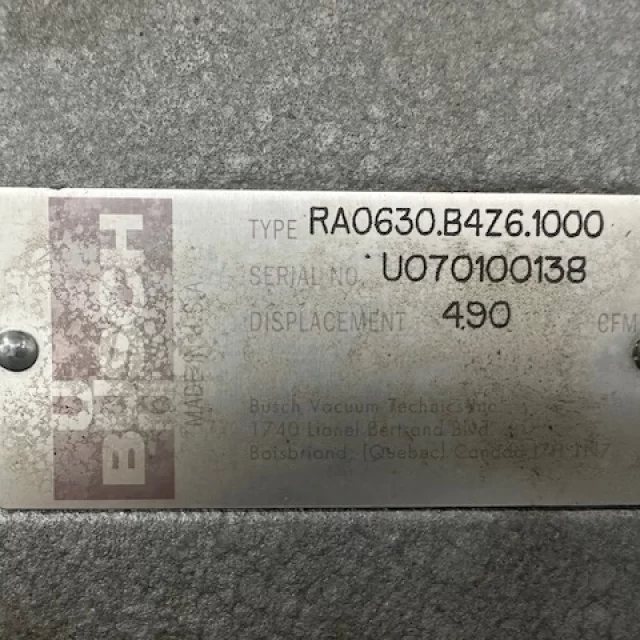 BUSCH
TYPE RA0630.B4Z6.1000
SERIAL NO. U070100138
DISPLACEMENT 490 CFM
Busch Vacuum Technics Inc
1740 Lionel Bertrand Blvd.
Boisbriand, (Quebec) Canada
MADE IN